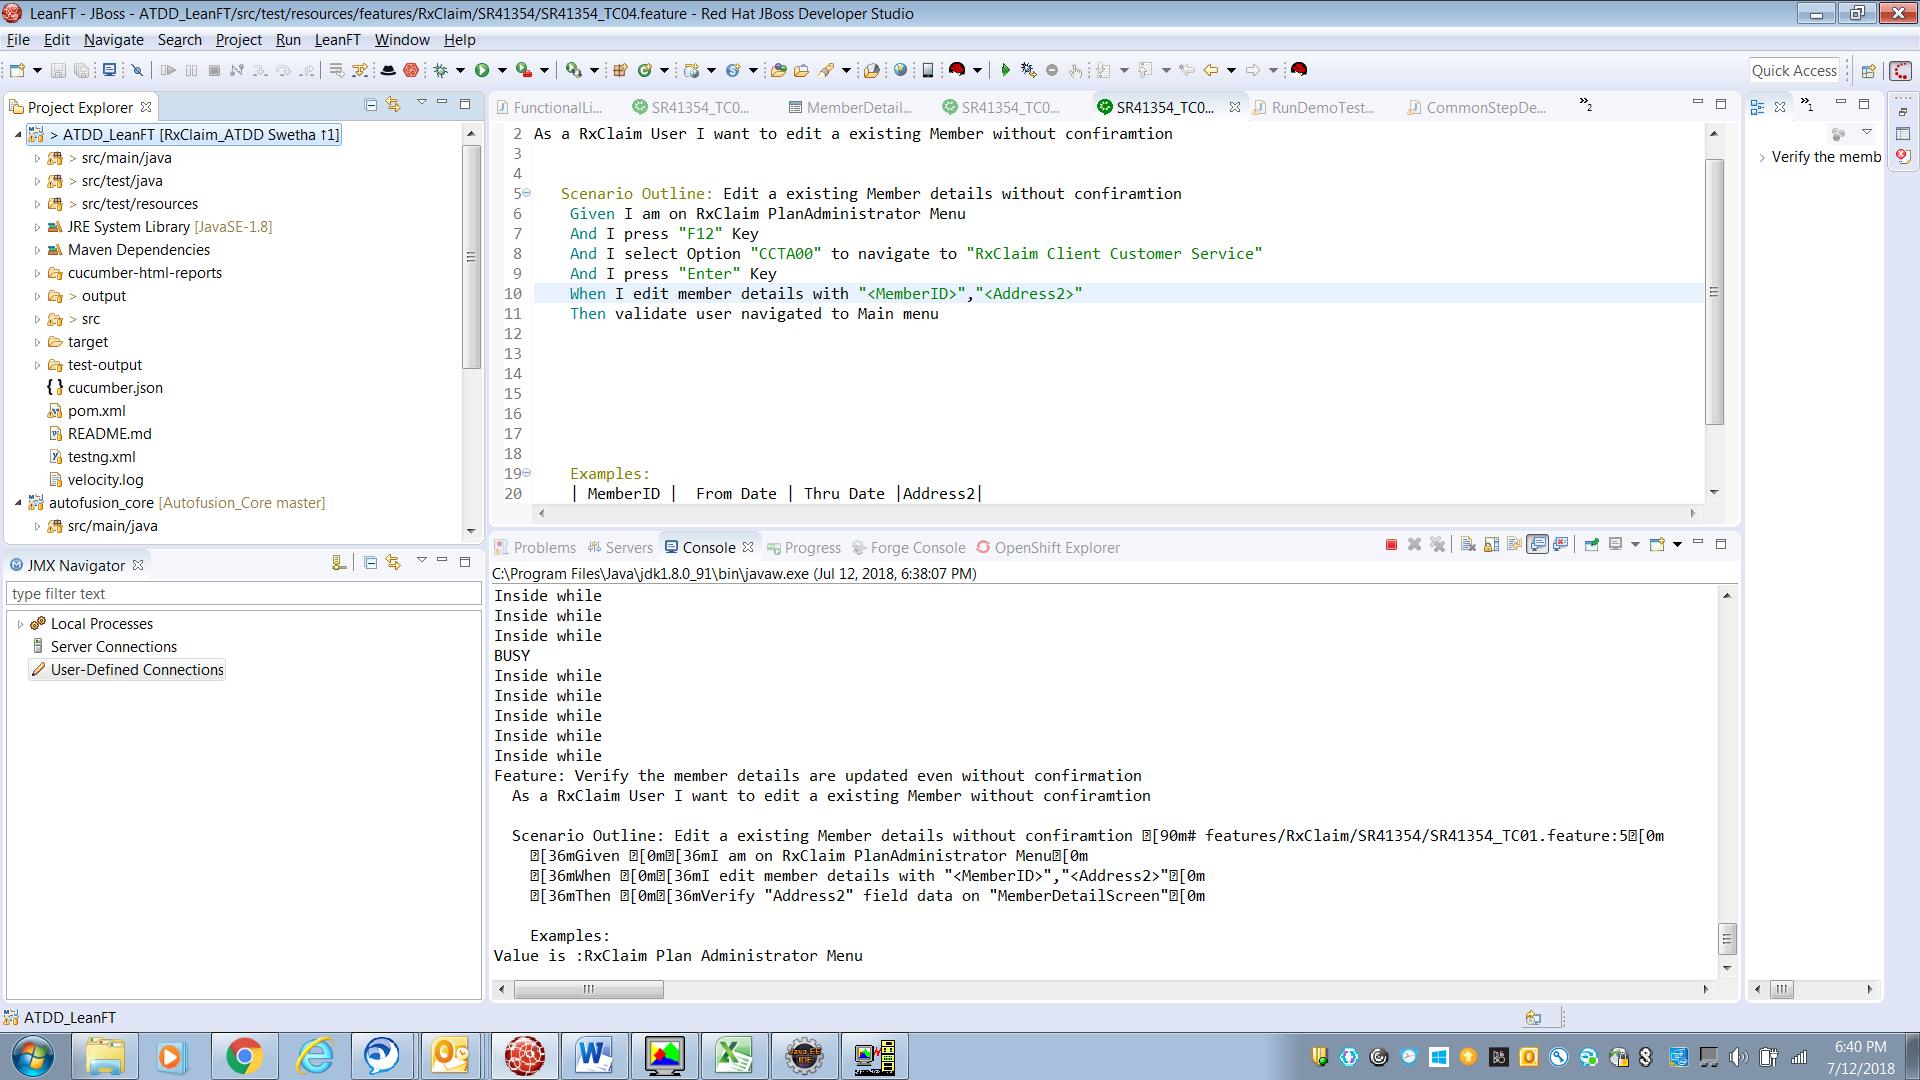 LeanFT - JBoss - ATDD_LeanFT/src/test/resources/features/RxClaim/SR41354/SR41354_TC04.feature - Red Hat JBoss Developer Studio
File Edit Navigate Search Project Run LeanFT Window Help
Quick Access
Project Explorer
> ATDD_LeanFT [RxClaim_ATDD Swetha ↑1]
> src/main/java
> src/test/java
> src/test/resources
JRE System Library [JavaSE-1.8]
Maven Dependencies
cucumber-html-reports
> output
> src
target
test-output
cucumber.json
pom.xml
README.md
testng.xml
velocity.log
autofusion_core [Autofusion_Core master]
src/main/java
FunctionalLi... SR41354_TC0... MemberDetail... SR41354_TC0... SR41354_TC0... RunDemoTest... CommonStepDe... »2
2 As a RxClaim User I want to edit a existing Member without confiramtion
3
4
5 Scenario Outline: Edit a existing Member details without confiramtion
6 Given I am on RxClaim PlanAdministrator Menu
7 And I press "F12" Key
8 And I select Option "CCTA00" to navigate to "RxClaim Client Customer Service"
9 And I press "Enter" Key
10 When I edit member details with "<MemberID>","<Address2>"
11 Then validate user navigated to Main menu
12
13
14
15
16
17
18
19 Examples:
20 | MemberID | From Date | Thru Date |Address2|
»1
Verify the memb
JMX Navigator
type filter text
Local Processes
Server Connections
User-Defined Connections
Problems Servers Console Progress Forge Console OpenShift Explorer
C:\Program Files\Java\jdk1.8.0_91\bin\javaw.exe (Jul 12, 2018, 6:38:07 PM)
Inside while
Inside while
Inside while
BUSY
Inside while
Inside while
Inside while
Inside while
Inside while
Feature: Verify the member details are updated even without confirmation
As a RxClaim User I want to edit a existing Member without confiramtion
Scenario Outline: Edit a existing Member details without confiramtion [90m# features/RxClaim/SR41354/SR41354_TC01.feature:5[0m
[36mGiven [0m[36mI am on RxClaim PlanAdministrator Menu[0m
[36mWhen [0m[36mI edit member details with "<MemberID>","<Address2>"[0m
[36mThen [0m[36mVerify "Address2" field data on "MemberDetailScreen"[0m
Examples:
Value is :RxClaim Plan Administrator Menu
ATDD_LeanFT
6:40 PM
7/12/2018